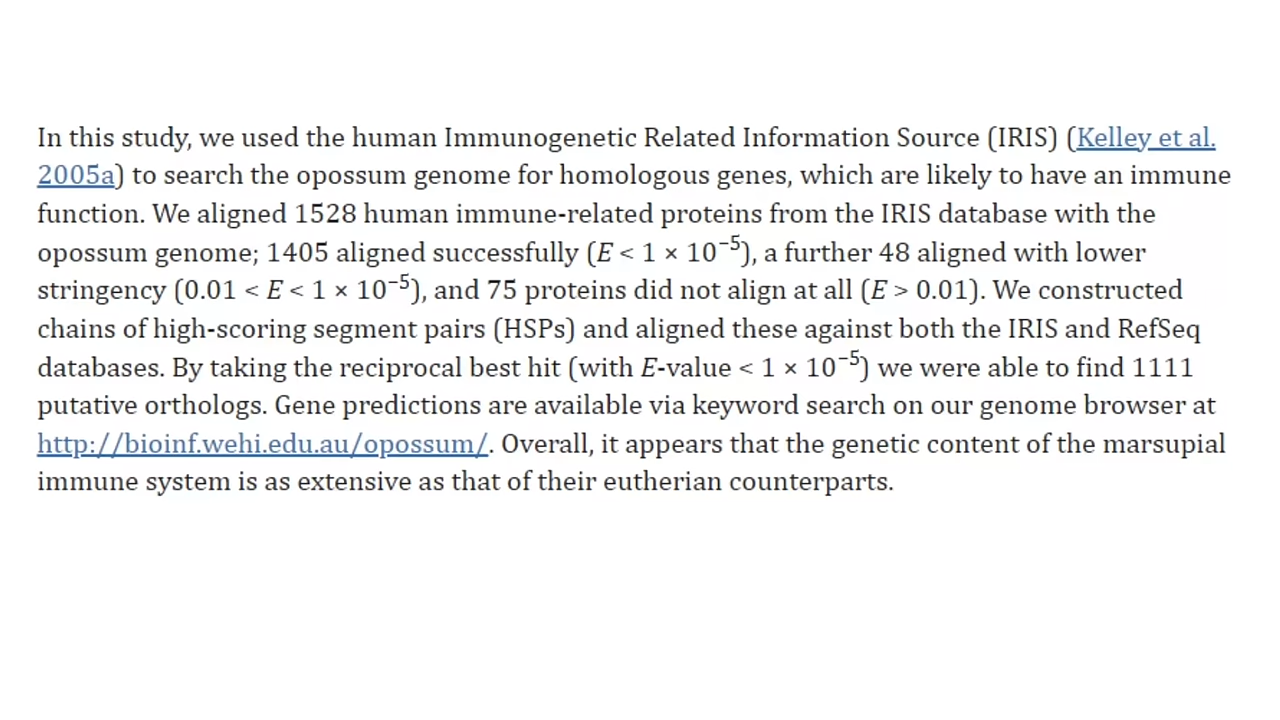 In this study, we used the human Immunogenetic Related Information Source (IRIS) (Kelley et al.
2005a) to search the opossum genome for homologous genes, which are likely to have an immune
function. We aligned 1528 human immune-related proteins from the IRIS database with the
opossum genome; 1405 aligned successfully (E < 1 × 10⁻⁵), a further 48 aligned with lower
stringency (0.01 < E < 1 × 10⁻⁵), and 75 proteins did not align at all (E > 0.01). We constructed
chains of high-scoring segment pairs (HSPs) and aligned these against both the IRIS and RefSeq
databases. By taking the reciprocal best hit (with E-value < 1 × 10⁻⁵) we were able to find 1111
putative orthologs. Gene predictions are available via keyword search on our genome browser at
http://bioinf.wehi.edu.au/opossum/. Overall, it appears that the genetic content of the marsupial
immune system is as extensive as that of their eutherian counterparts.